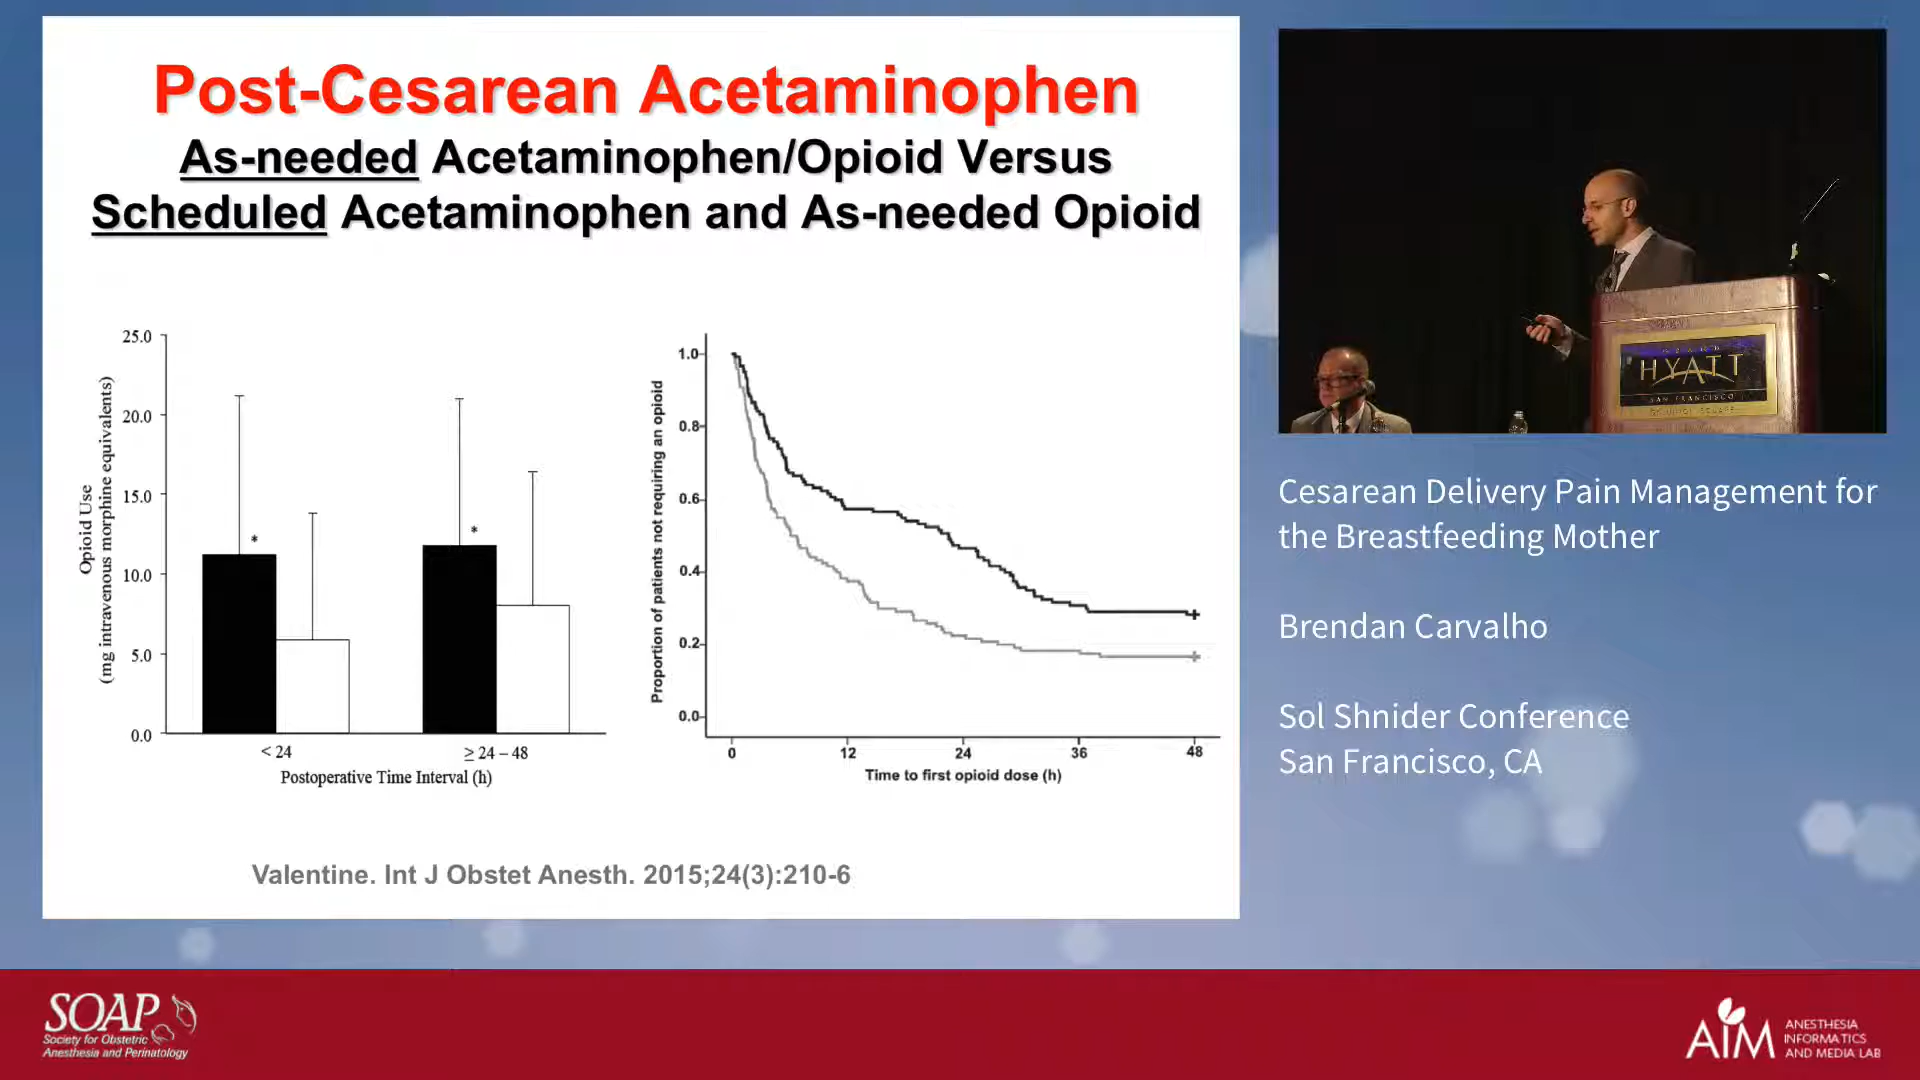 Post-Cesarean Acetaminophen
As-needed Acetaminophen/Opioid Versus
Scheduled Acetaminophen and As-needed Opioid
25.0
20.0
15.0
10.0
5.0
0.0
Opioid Use
(mg intravenous morphine equivalents)
*
*
< 24
≥ 24 – 48
Postoperative Time Interval (h)
1.0
0.8
0.6
0.4
0.2
0.0
Proportion of patients not requiring an opioid
0
12
24
36
48
Time to first opioid dose (h)
Valentine. Int J Obstet Anesth. 2015;24(3):210-6
HYATT
SAN FRANCISCO
Cesarean Delivery Pain Management for
the Breastfeeding Mother
Brendan Carvalho
Sol Shnider Conference
San Francisco, CA
SOAP
Society for Obstetric
Anesthesia and Perinatology
AIM
ANESTHESIA
INFORMATICS
AND MEDIA LAB